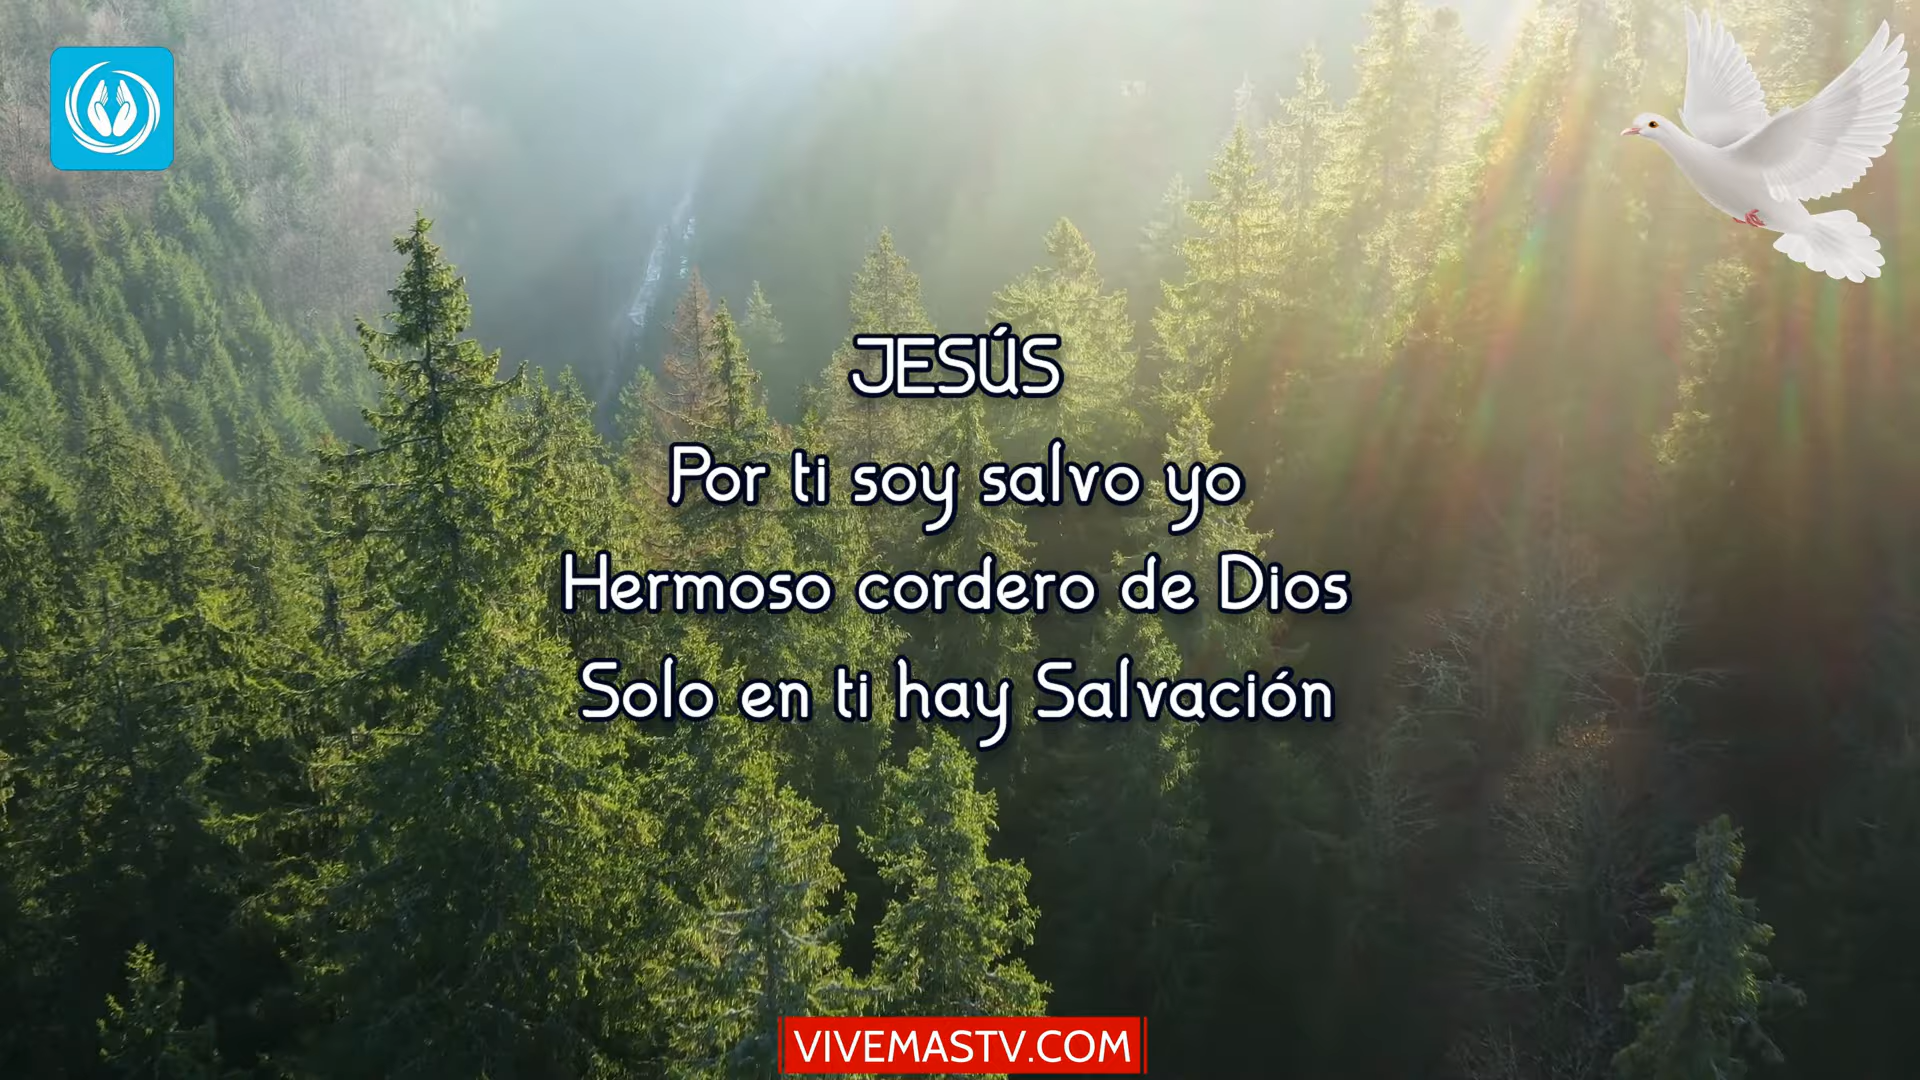 JESÚS
Por ti soy salvo yo
Hermoso cordero de Dios
Solo en ti hay Salvación
VIVEMASTV.COM